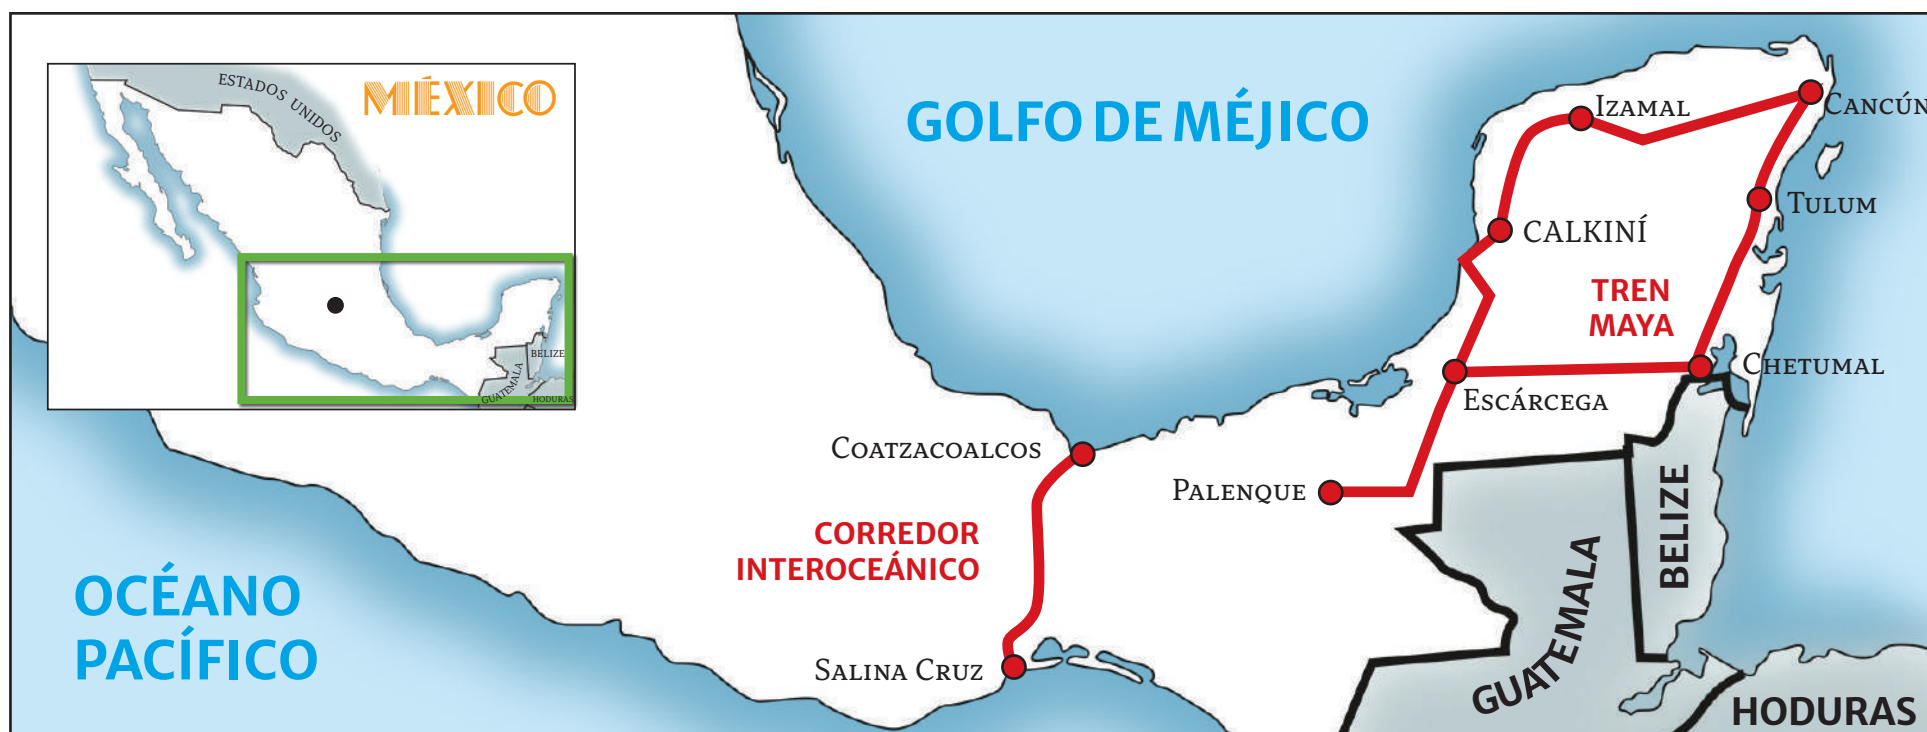 ESTADOS UNIDOS
MÉXICO
BELIZE
GUATEMALA
HODURAS
GOLFO DE MÉJICO
IZAMAL
CANCÚN
TULUM
CALKINÍ
TREN
MAYA
CHETUMAL
ESCÁRCEGA
COATZACOALCOS
PALENQUE
CORREDOR
INTEROCEÁNICO
OCÉANO
PACÍFICO
SALINA CRUZ
BELIZE
GUATEMALA
HODURAS